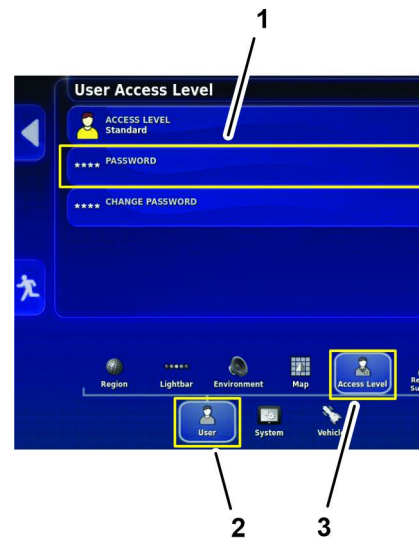 1
User Access Level
ACCESS LEVEL
Standard
**** PASSWORD
**** CHANGE PASSWORD
Region Lightbar Environment Map Access Level
User System Vehicle
2 3